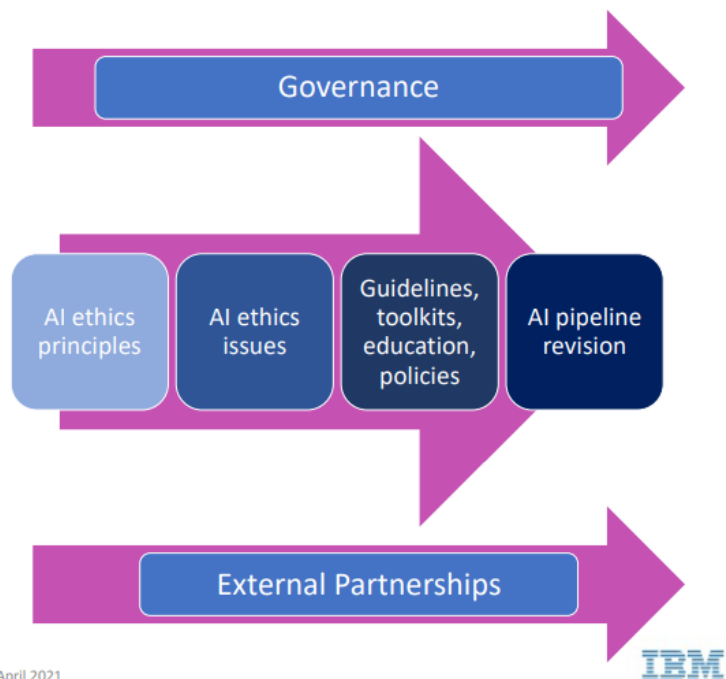 Governance
AI ethics
principles
AI ethics
issues
Guidelines,
toolkits,
education,
policies
AI pipeline
revision
External Partnerships
April 2021
IBM